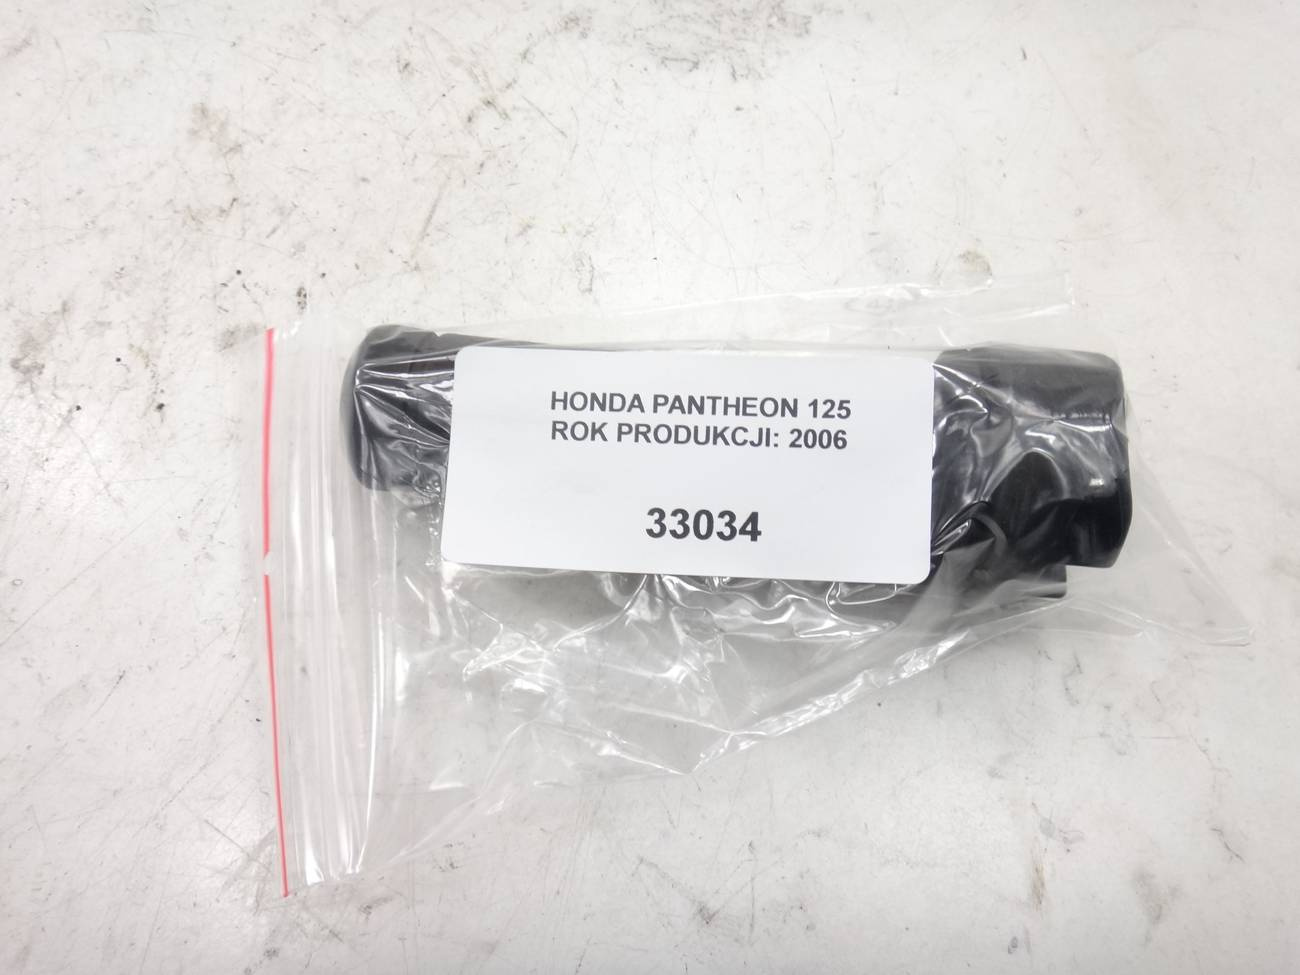 HONDA PANTHEON 125
ROK PRODUKCJI: 2006
33034